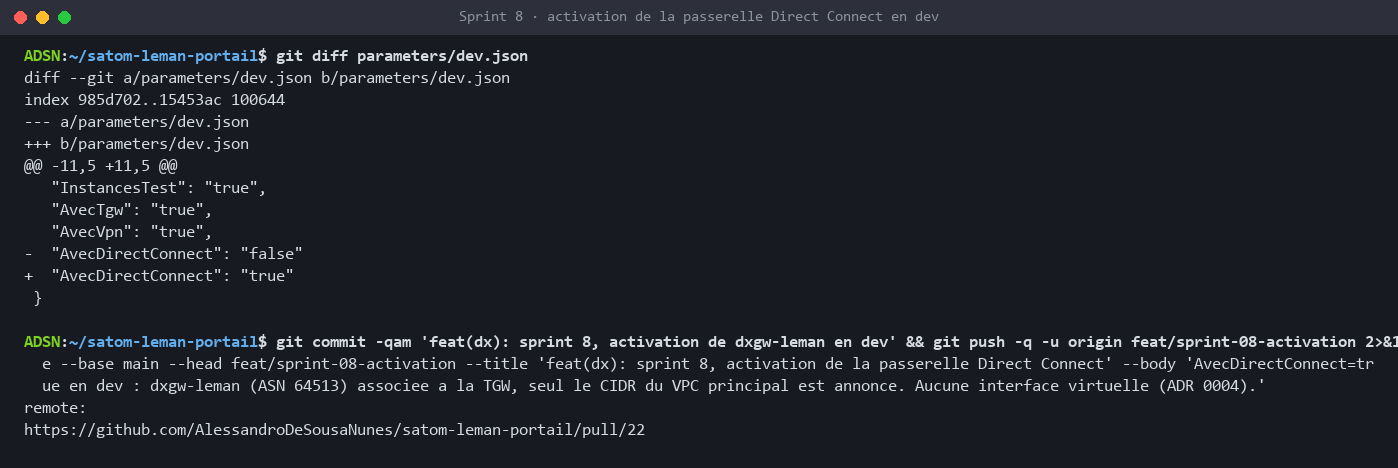 Sprint 8 · activation de la passerelle Direct Connect en dev
ADSN:~/satom-leman-portail$ git diff parameters/dev.json
diff --git a/parameters/dev.json b/parameters/dev.json
index 985d702..15453ac 100644
--- a/parameters/dev.json
+++ b/parameters/dev.json
@@ -11,5 +11,5 @@
   "InstancesTest": "true",
   "AvecTgw": "true",
   "AvecVpn": "true",
-  "AvecDirectConnect": "false"
+  "AvecDirectConnect": "true"
 }
ADSN:~/satom-leman-portail$ git commit -qam 'feat(dx): sprint 8, activation de dxgw-leman en dev' && git push -q -u origin feat/sprint-08-activation 2>&1
  e --base main --head feat/sprint-08-activation --title 'feat(dx): sprint 8, activation de la passerelle Direct Connect' --body 'AvecDirectConnect=tr
  ue en dev : dxgw-leman (ASN 64513) associee a la TGW, seul le CIDR du VPC principal est annonce. Aucune interface virtuelle (ADR 0004).'
remote:
https://github.com/AlessandroDeSousaNunes/satom-leman-portail/pull/22